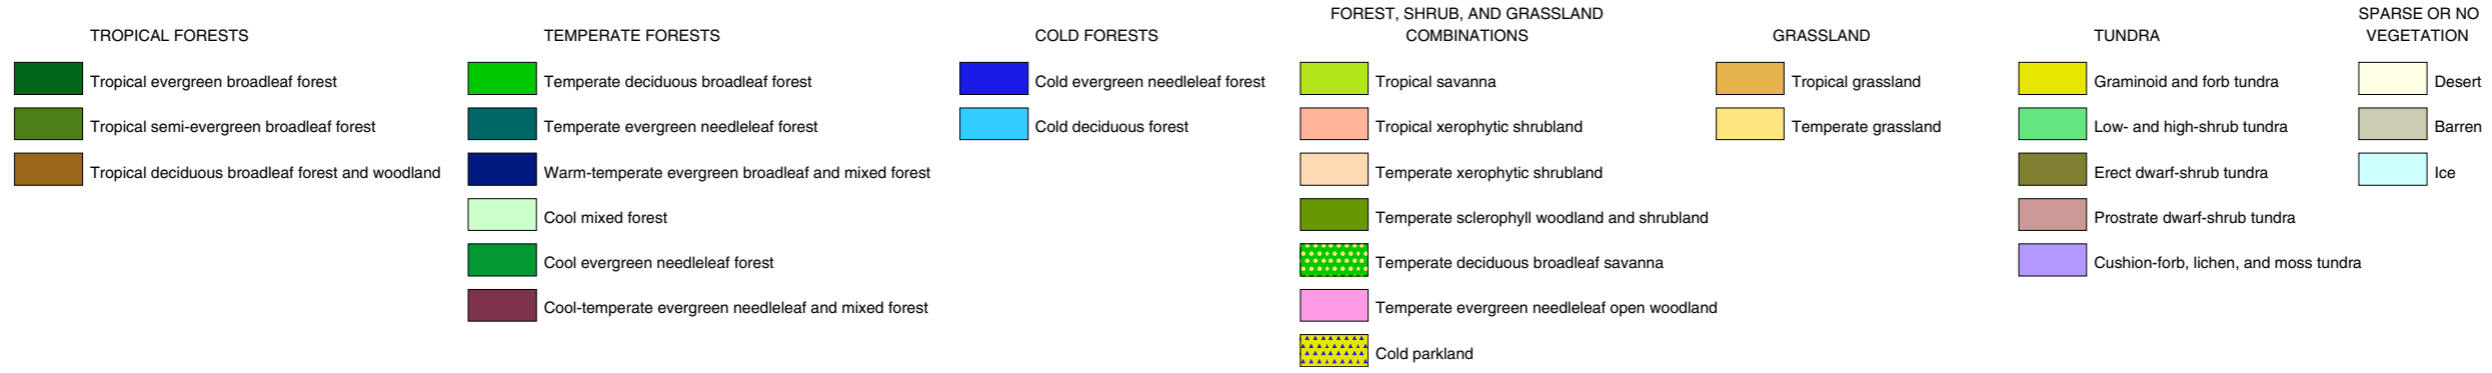 TROPICAL FORESTS
Tropical evergreen broadleaf forest
Tropical semi-evergreen broadleaf forest
Tropical deciduous broadleaf forest and woodland
TEMPERATE FORESTS
Temperate deciduous broadleaf forest
Temperate evergreen needleleaf forest
Warm-temperate evergreen broadleaf and mixed forest
Cool mixed forest
Cool evergreen needleleaf forest
Cool-temperate evergreen needleleaf and mixed forest
COLD FORESTS
Cold evergreen needleleaf forest
Cold deciduous forest
FOREST, SHRUB, AND GRASSLAND
COMBINATIONS
Tropical savanna
Tropical xerophytic shrubland
Temperate xerophytic shrubland
Temperate sclerophyll woodland and shrubland
Temperate deciduous broadleaf savanna
Temperate evergreen needleleaf open woodland
Cold parkland
GRASSLAND
Tropical grassland
Temperate grassland
TUNDRA
Graminoid and forb tundra
Low- and high-shrub tundra
Erect dwarf-shrub tundra
Prostrate dwarf-shrub tundra
Cushion-forb, lichen, and moss tundra
SPARSE OR NO
VEGETATION
Desert
Barren
Ice